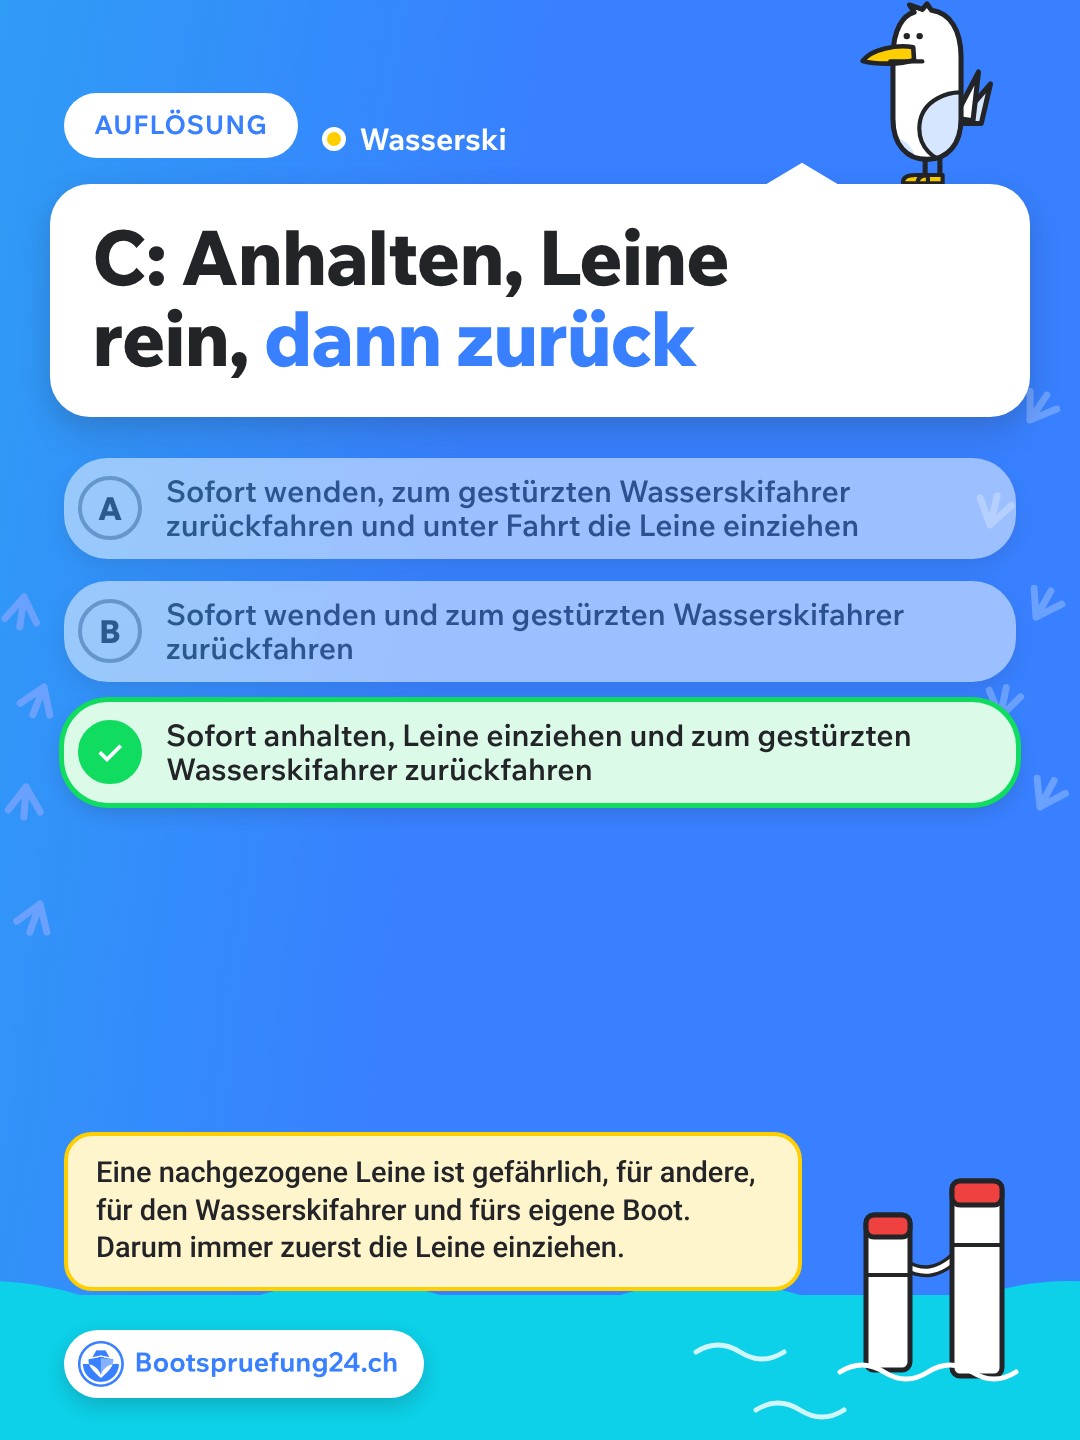 AUFLÖSUNG
Wasserski
C: Anhalten, Leine
rein, dann zurück
A
Sofort wenden, zum gestürzten Wasserskifahrer
zurückfahren und unter Fahrt die Leine einziehen
B
Sofort wenden und zum gestürzten Wasserskifahrer
zurückfahren
Sofort anhalten, Leine einziehen und zum gestürzten
Wasserskifahrer zurückfahren
Eine nachgezogene Leine ist gefährlich, für andere,
für den Wasserskifahrer und fürs eigene Boot.
Darum immer zuerst die Leine einziehen.
Bootspruefung24.ch